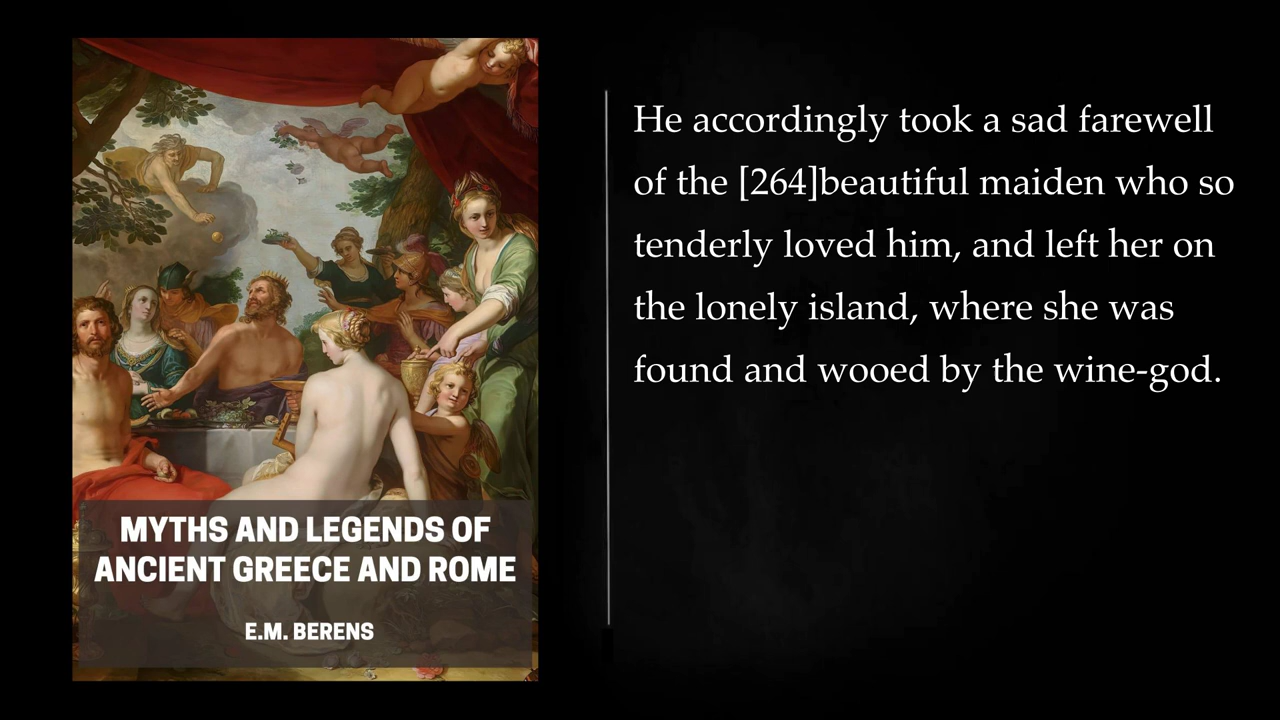 MYTHS AND LEGENDS OF
ANCIENT GREECE AND ROME
E.M. BERENS
He accordingly took a sad farewell
of the [264]beautiful maiden who so
tenderly loved him, and left her on
the lonely island, where she was
found and wooed by the wine-god.